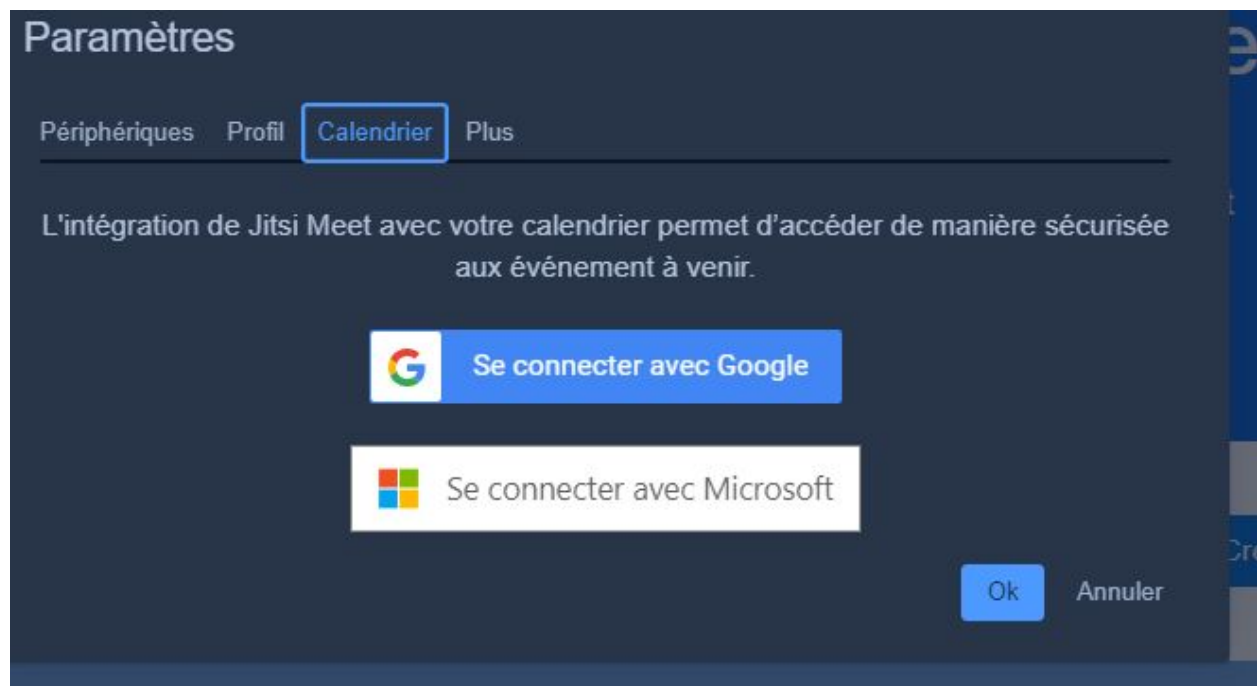 Paramètres
Périphériques Profil Calendrier Plus
L'intégration de Jitsi Meet avec votre calendrier permet d’accéder de manière sécurisée
aux événement à venir.
Se connecter avec Google
Se connecter avec Microsoft
Ok Annuler